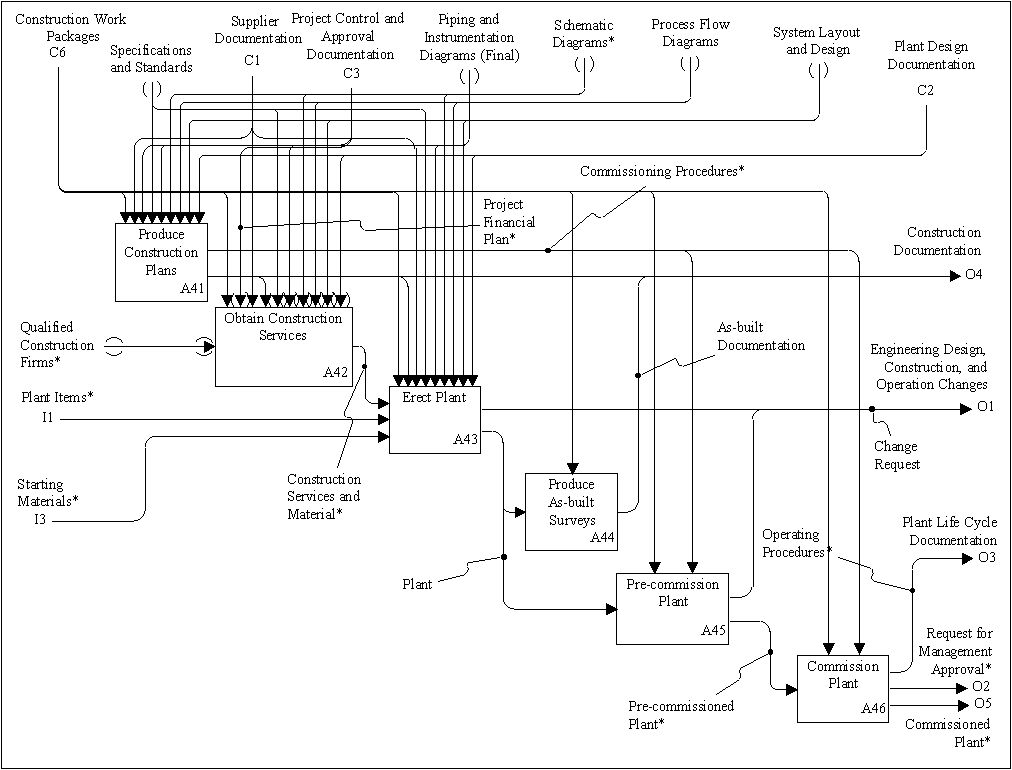 Construction Work
Packages
C6
Specifications
and Standards
( )
Supplier
Documentation
C1
Project Control and
Approval
Documentation
C3
Piping and
Instrumentation
Diagrams (Final)
( )
Schematic
Diagrams*
( )
Process Flow
Diagrams
( )
System Layout
and Design
( )
Plant Design
Documentation
C2
Commissioning Procedures*
Project
Financial
Plan*
Produce
Construction
Plans
A41
Construction
Documentation
O4
Qualified
Construction
Firms*
Obtain Construction
Services
A42
As-built
Documentation
Engineering Design,
Construction, and
Operation Changes
O1
Plant Items*
I1
Erect Plant
A43
Change
Request
Starting
Materials*
I3
Construction
Services and
Material*
Produce
As-built
Surveys
A44
Plant Life Cycle
Documentation
O3
Operating
Procedures*
Plant
Pre-commission
Plant
A45
Request for
Management
Approval*
O2
Commission
Plant
A46
O5
Commissioned
Plant*
Pre-commissioned
Plant*